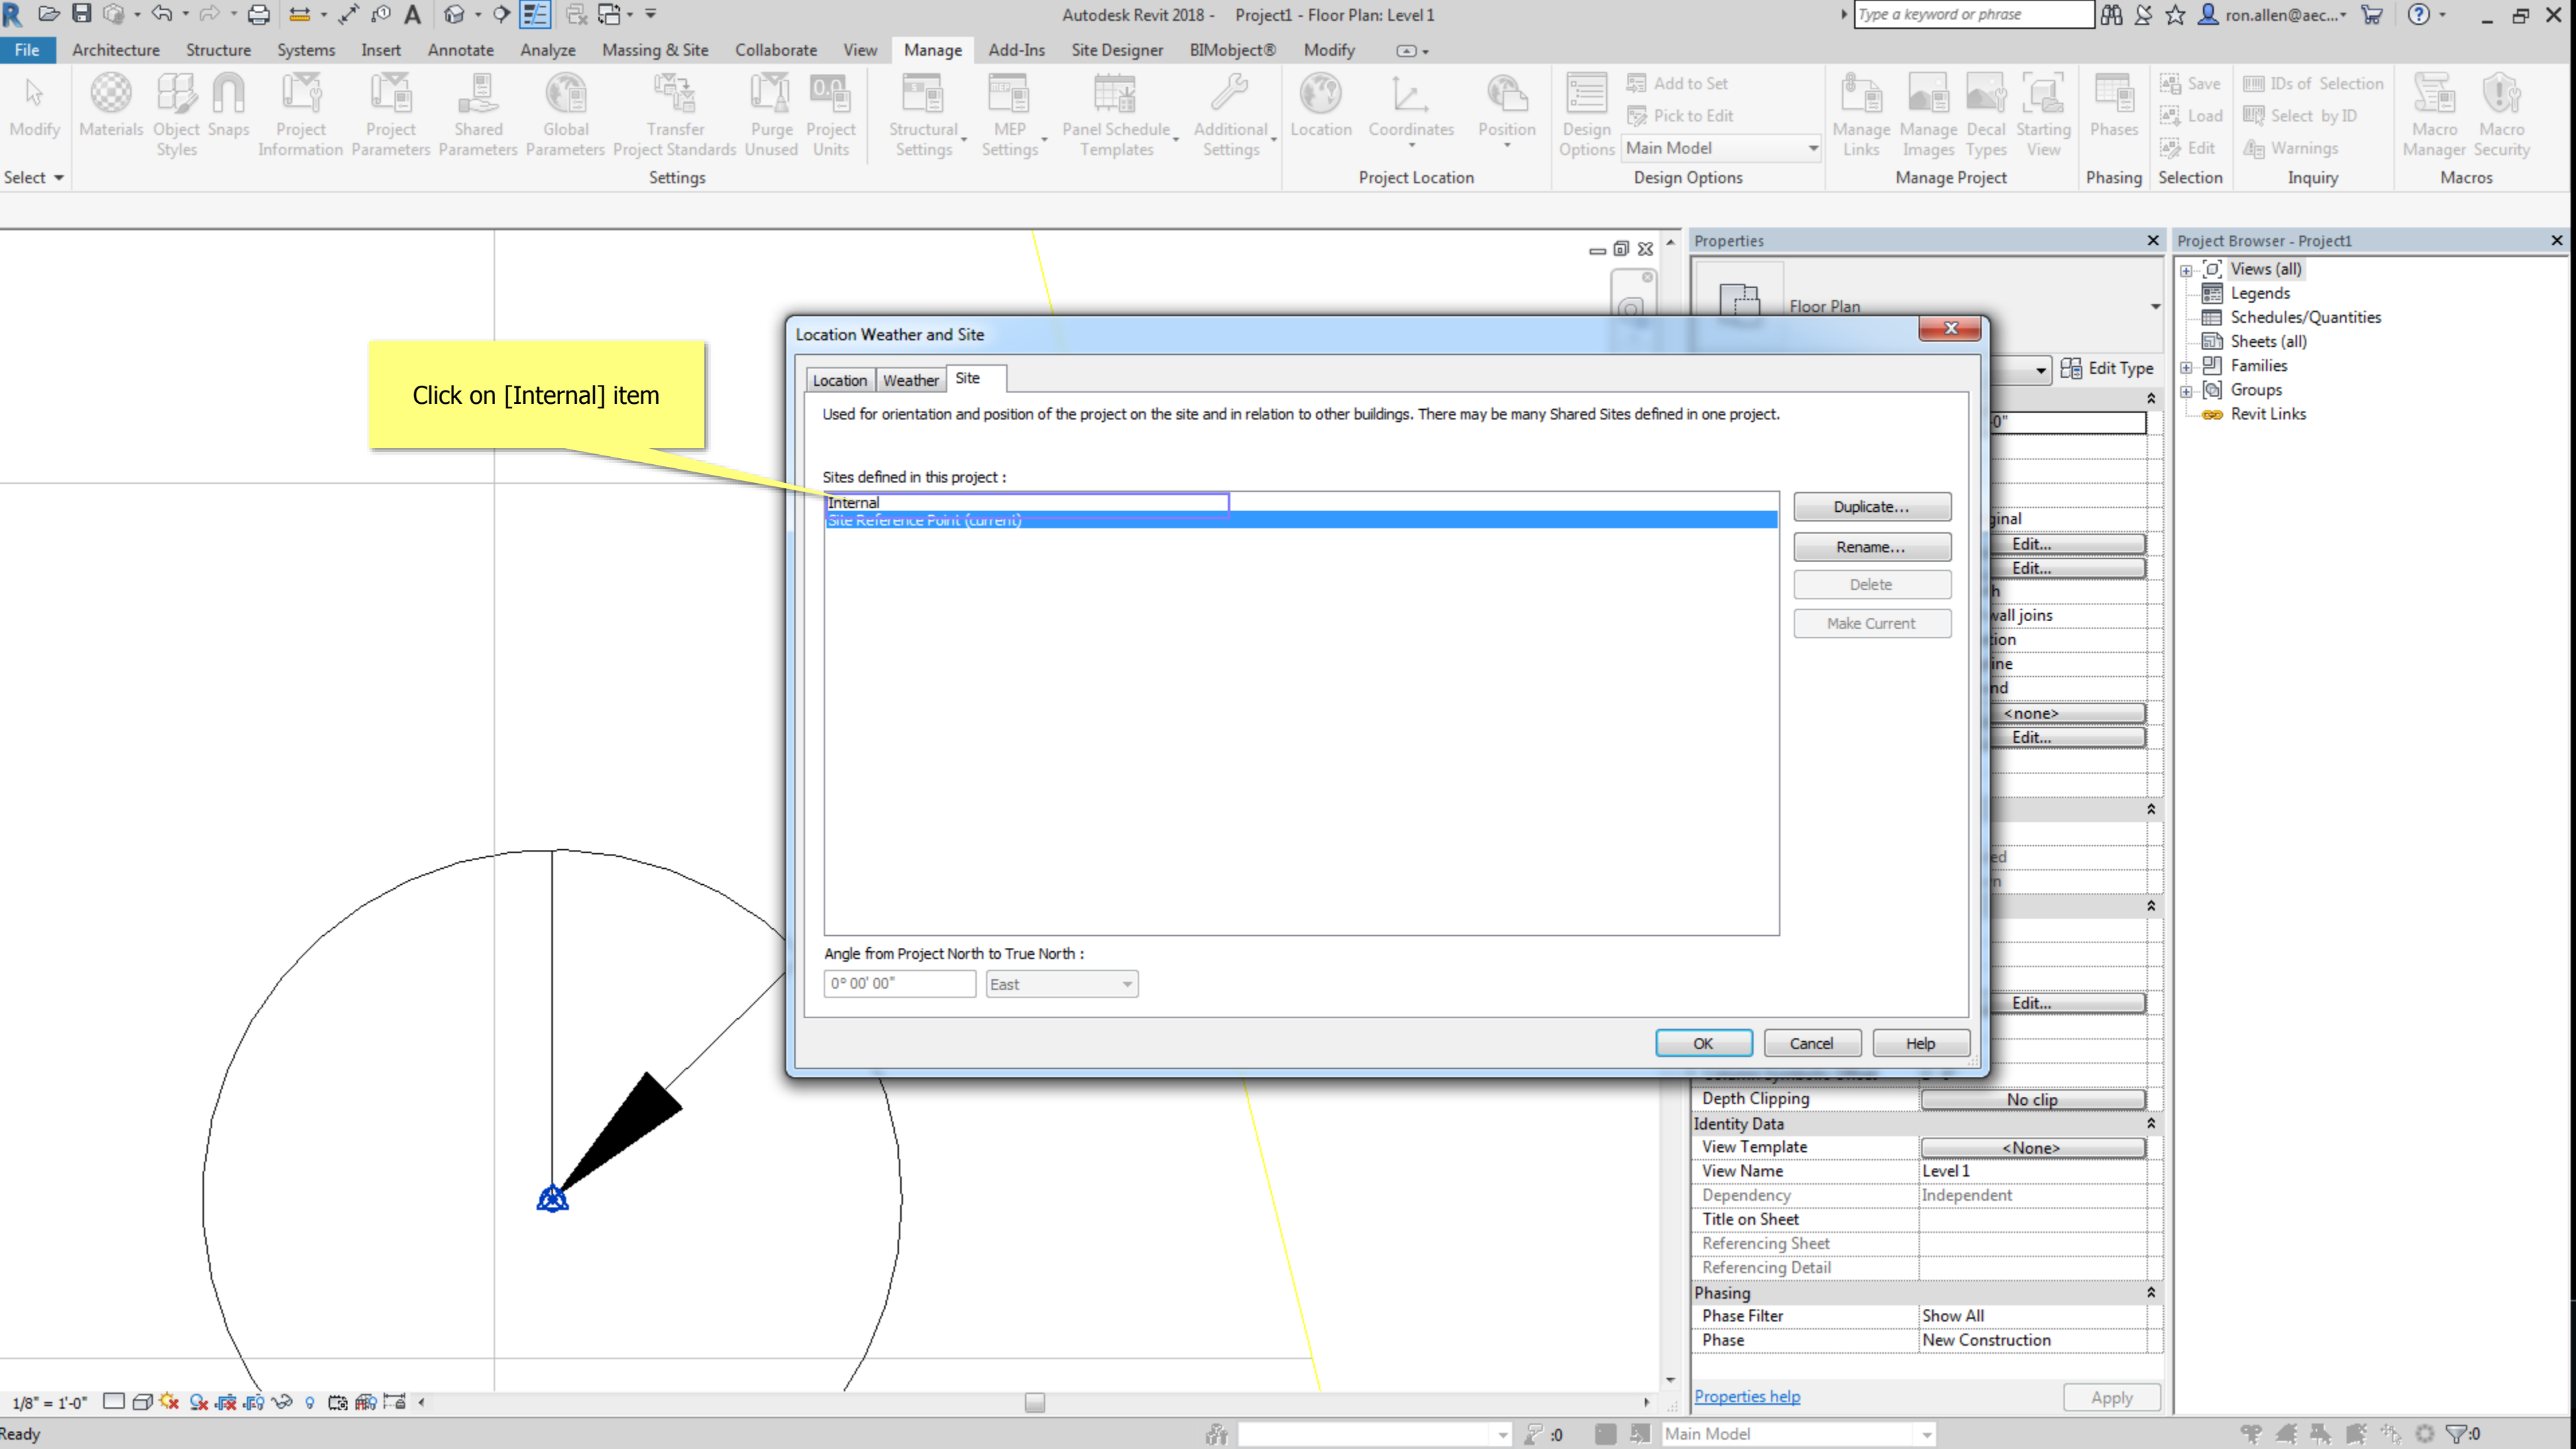 Autodesk Revit 2018 - Project1 - Floor Plan: Level 1
Type a keyword or phrase
ron.allen@aec...
File Architecture Structure Systems Insert Annotate Analyze Massing & Site Collaborate View Manage Add-Ins Site Designer BIMobject® Modify
Modify
Materials
Object Styles
Snaps
Project Information
Project Parameters
Shared Parameters
Global Parameters
Transfer Project Standards
Purge Unused
Project Units
Structural Settings
MEP Settings
Panel Schedule Templates
Additional Settings
Location
Coordinates
Position
Design Options
Add to Set
Pick to Edit
Main Model
Manage Links
Manage Images
Decal Types
Starting View
Phases
Save
Load
Edit
IDs of Selection
Select by ID
Warnings
Macro Manager
Macro Security
Select
Settings
Project Location
Design Options
Manage Project
Phasing
Selection
Inquiry
Macros
Click on [Internal] item
Location Weather and Site
Location Weather Site
Used for orientation and position of the project on the site and in relation to other buildings. There may be many Shared Sites defined in one project.
Sites defined in this project :
Internal
Site Reference Point (current)
Duplicate...
Rename...
Delete
Make Current
Angle from Project North to True North :
0° 00' 00"
East
OK Cancel Help
Properties
Floor Plan
Edit Type
Edit...
Edit...
wall joins
<none>
Edit...
Edit...
Depth Clipping No clip
Identity Data
View Template <None>
View Name Level 1
Dependency Independent
Title on Sheet
Referencing Sheet
Referencing Detail
Phasing
Phase Filter Show All
Phase New Construction
Properties help
Apply
Project Browser - Project1
Views (all)
Legends
Schedules/Quantities
Sheets (all)
Families
Groups
Revit Links
1/8" = 1'-0"
Ready
:0
Main Model
:0